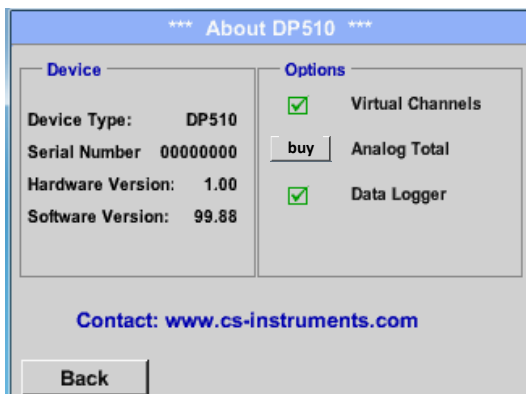 *** About DP510 ***
Device
Device Type: DP510
Serial Number 00000000
Hardware Version: 1.00
Software Version: 99.88
Options
Virtual Channels
buy Analog Total
Data Logger
Contact: www.cs-instruments.com
Back